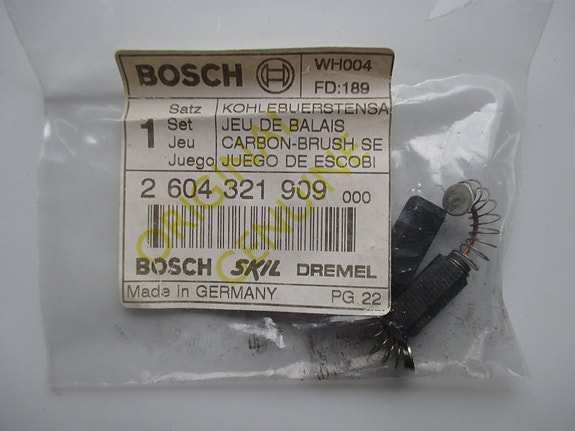 BOSCH WH004
FD:189
Satz KOHLEBUERSTENSA
1 Set JEU DE BALAIS
Jeu CARBON-BRUSH SE
Juego JUEGO DE ESCOBI
2 604 321 909 000
ORIGINAL
GENUINE
BOSCH SKIL DREMEL
Made in GERMANY PG 22